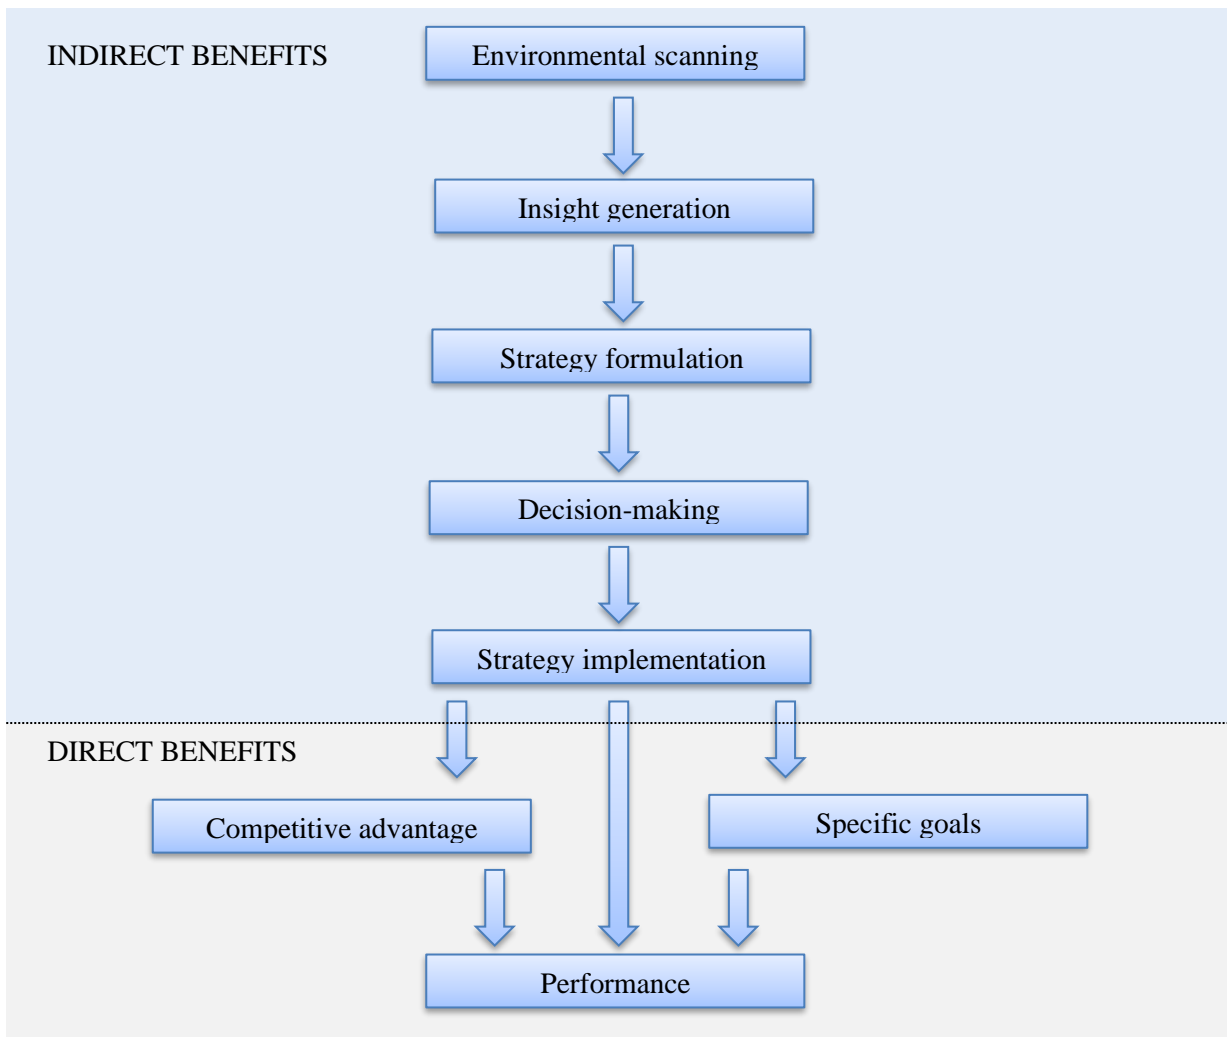 INDIRECT BENEFITS
Environmental scanning
Insight generation
Strategy formulation
Decision-making
Strategy implementation
DIRECT BENEFITS
Competitive advantage
Specific goals
Performance